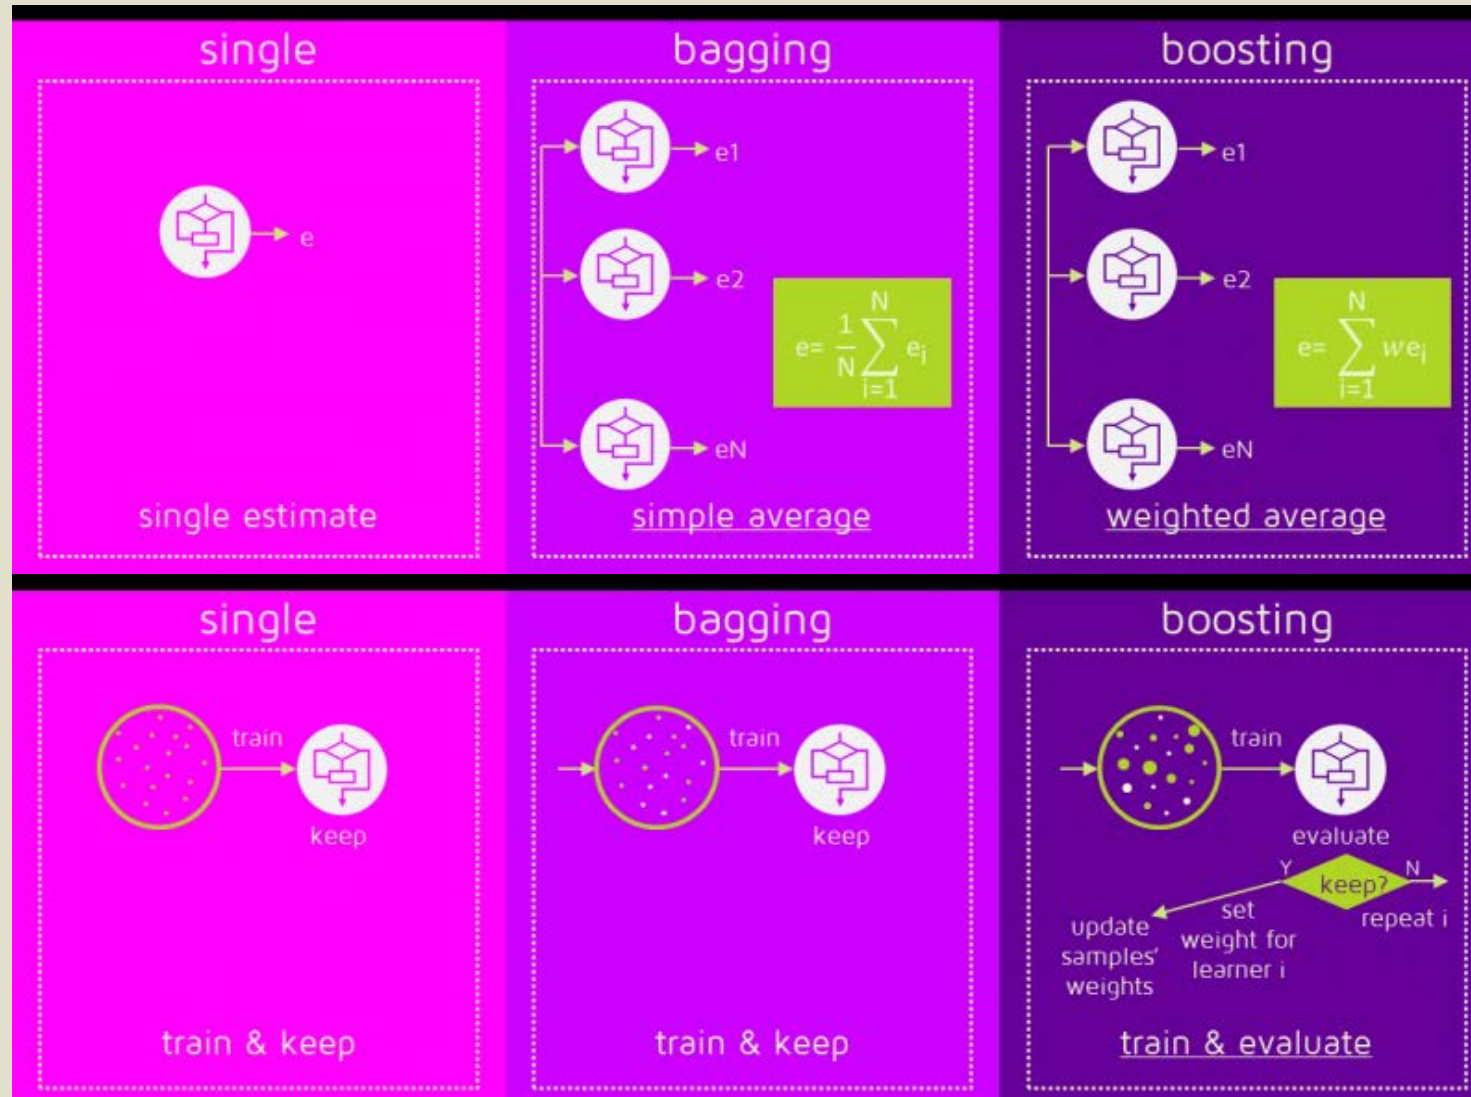 single
e
single estimate
bagging
e1
e2
eN
e= 1/N ∑ i=1 N e_i
simple average
boosting
e1
e2
eN
e= ∑ i=1 N we_i
weighted average
single
train
keep
train & keep
bagging
train
keep
train & keep
boosting
train
evaluate
Y
keep?
N
repeat i
set
weight for
learner i
update
samples'
weights
train & evaluate